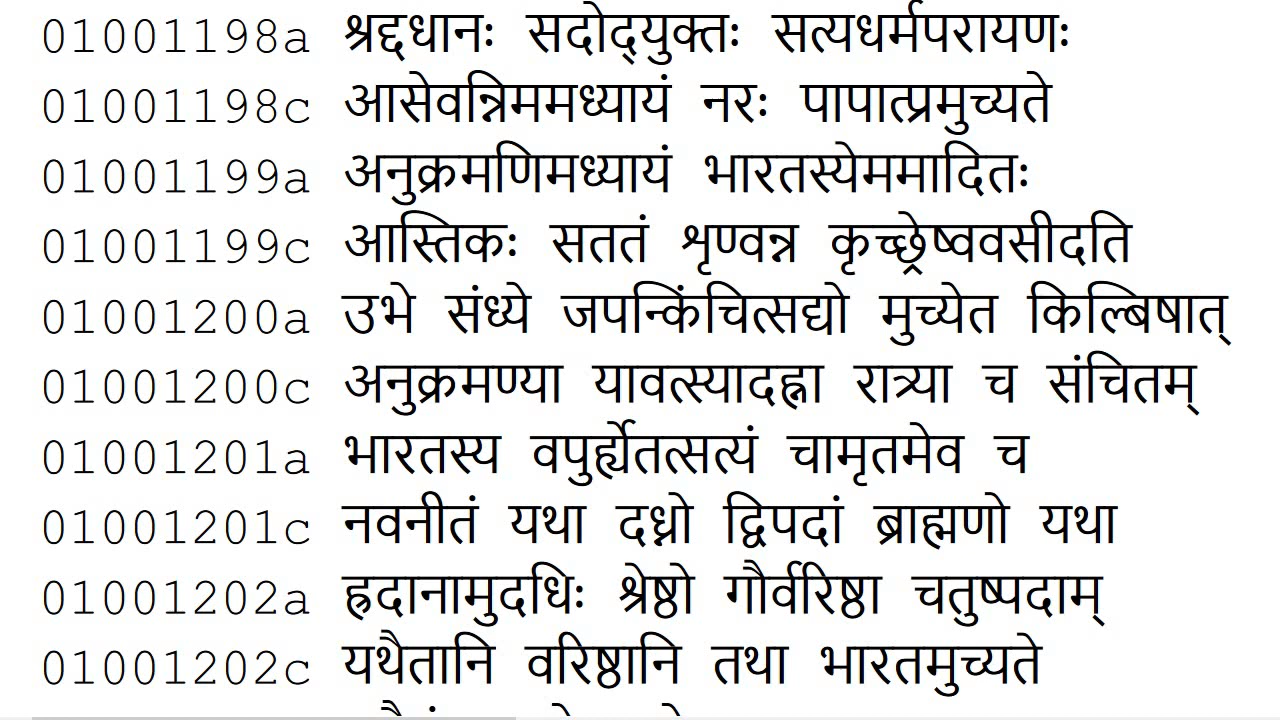 01001198a श्रद्दधानः सदोद्युक्तः सत्यधर्मपरायणः
01001198c आसेवन्निममध्यायं नरः पापात्प्रमुच्यते
01001199a अनुक्रमणिमध्यायं भारतस्येममादितः
01001199c आस्तिकः सततं शृण्वन्न कृच्छ्रेष्ववसीदति
01001200a उभे संध्ये जपन्किंचित्सद्यो मुच्येत किल्बिषात्
01001200c अनुक्रमण्या यावत्स्यादह्ना रात्र्या च संचितम्
01001201a भारतस्य वपुर्ह्येतत्सत्यं चामृतमेव च
01001201c नवनीतं यथा दध्नो द्विपदां ब्राह्मणो यथा
01001202a ह्रदानामुदधिः श्रेष्ठो गौर्वरिष्ठा चतुष्पदाम्
01001202c यथैतानि वरिष्ठानि तथा भारतमुच्यते